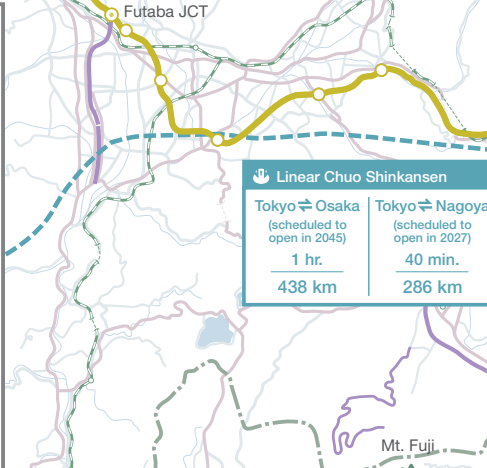 Futaba JCT
Linear Chuo Shinkansen
Tokyo⇌Osaka
(scheduled to
open in 2045)
1 hr.
438 km
Tokyo⇌Nagoya
(scheduled to
open in 2027)
40 min.
286 km
Mt. Fuji